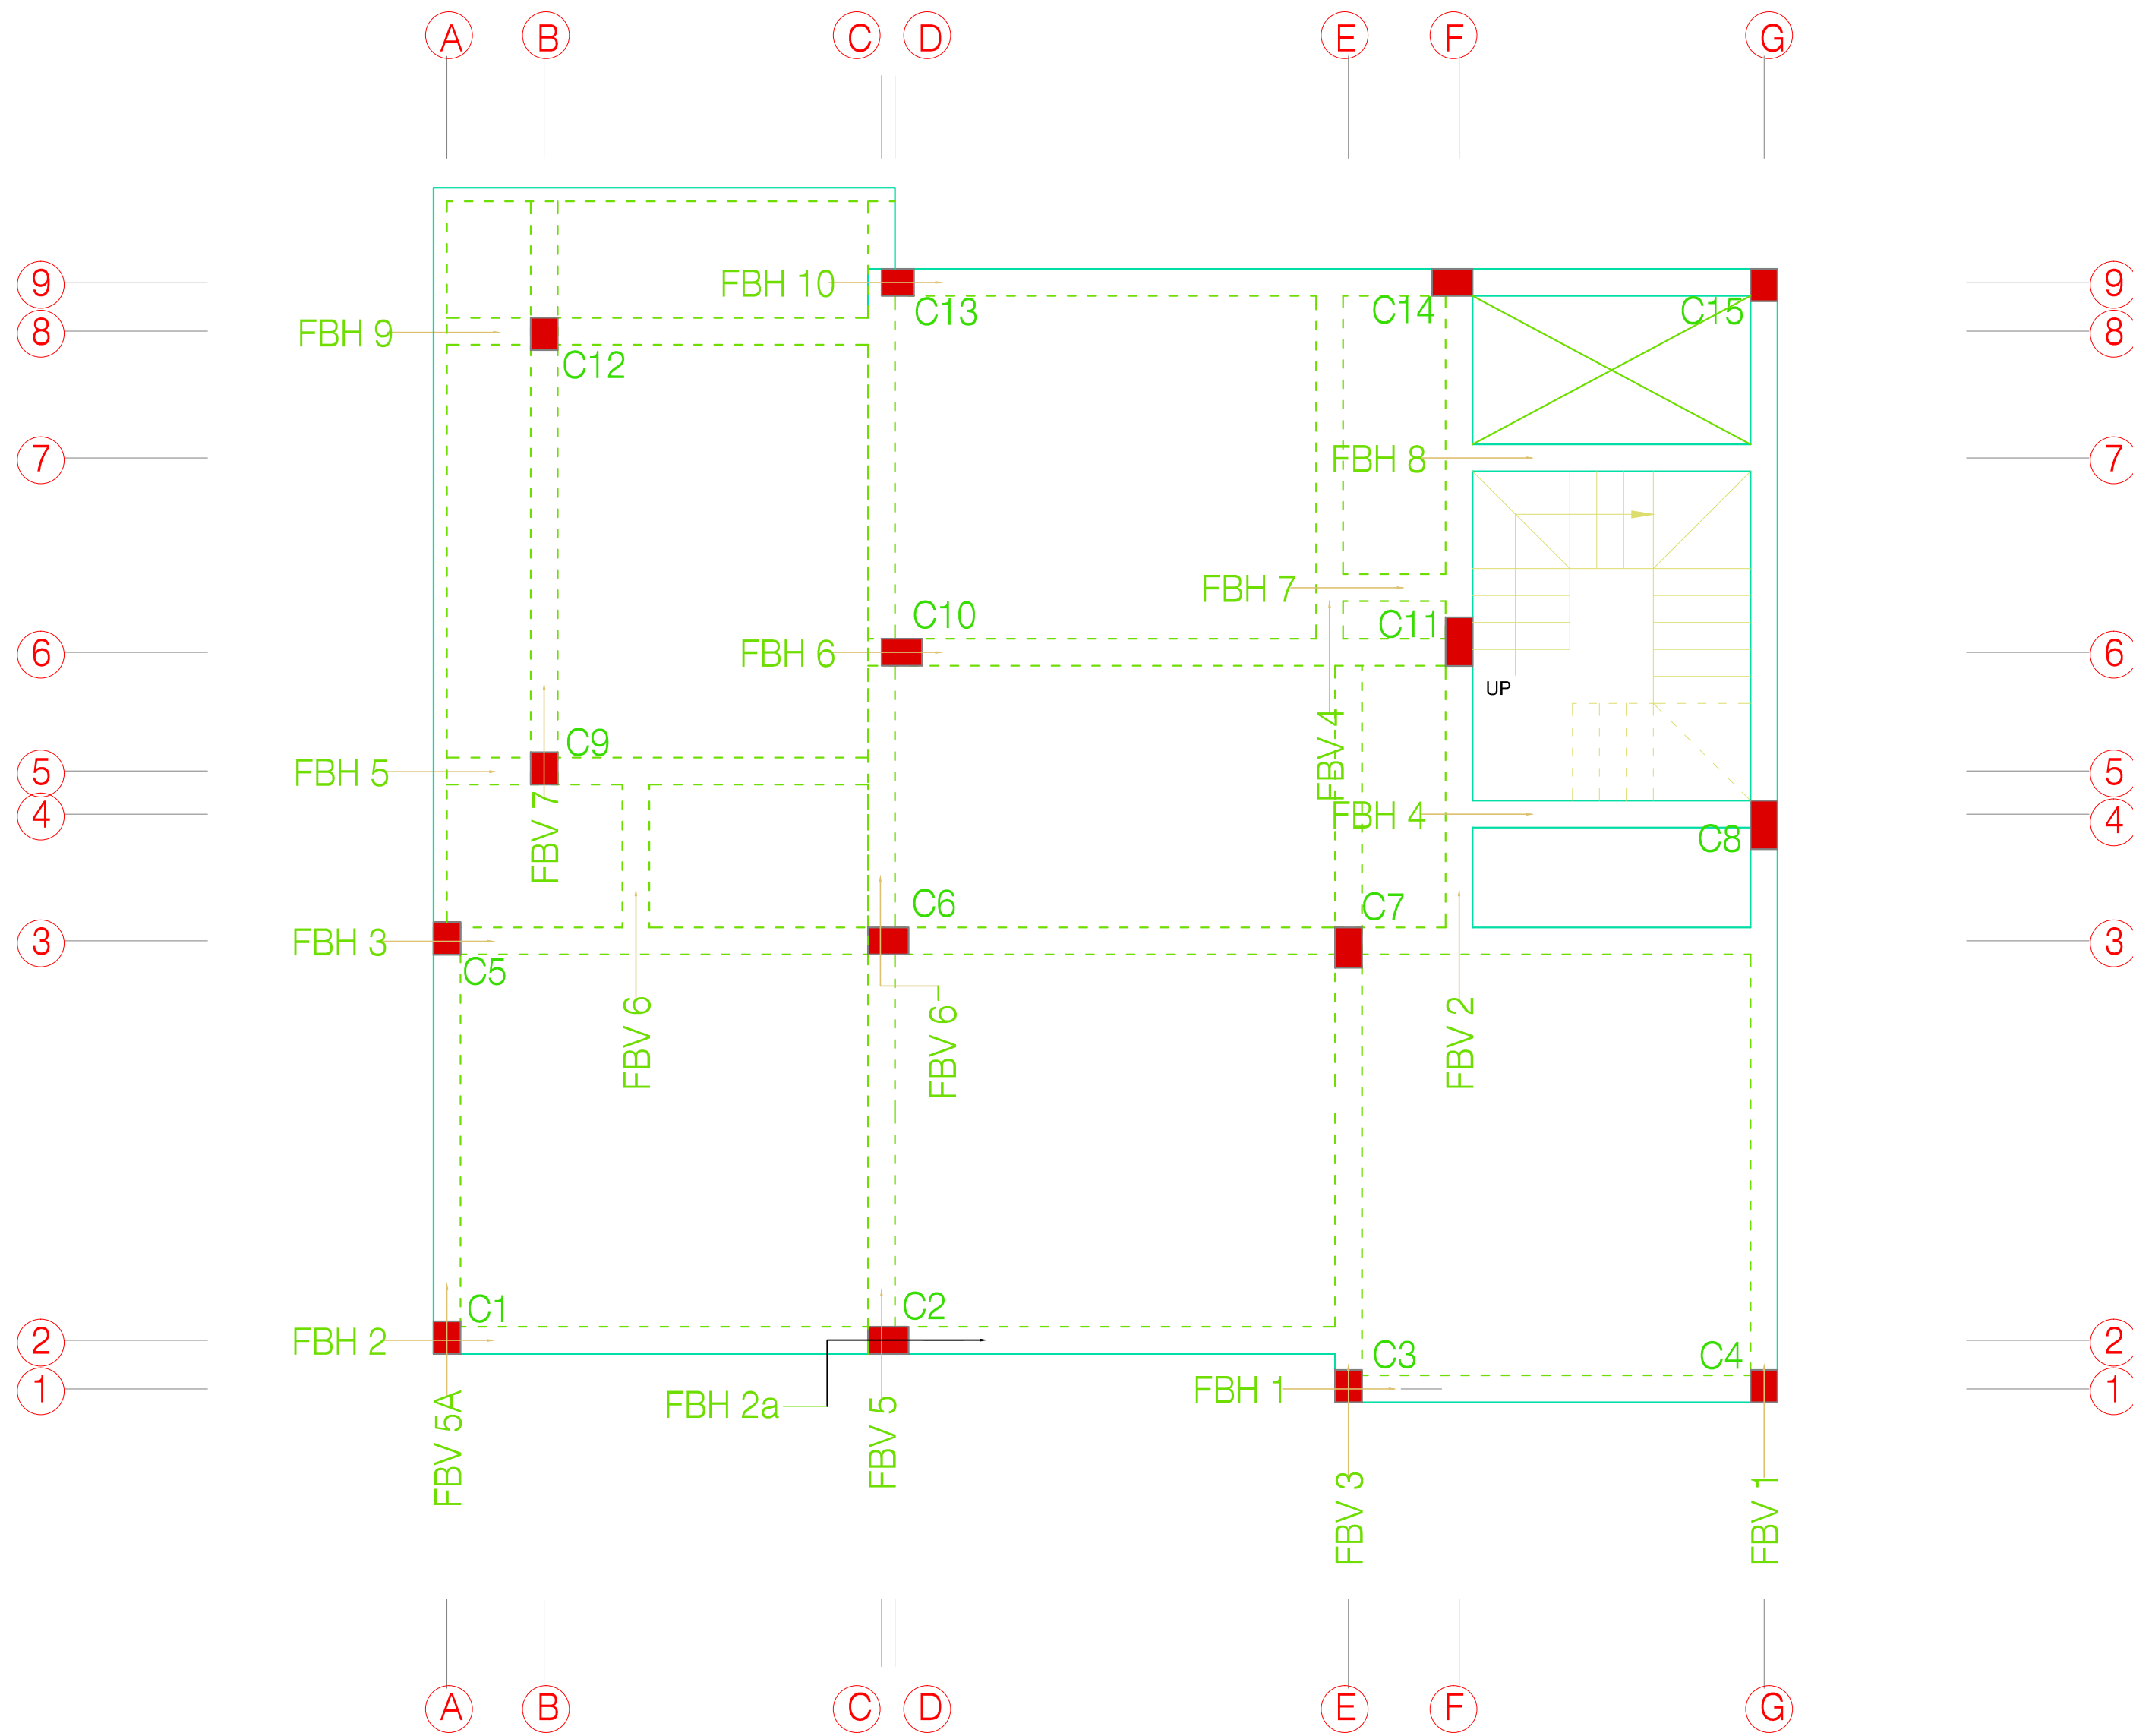 A B C D E F G
9 FBH 10 C13 C14 C15 9
8 FBH 9 C12 8
7 FBH 8 7
FBH 7
C10 C11
6 FBH 6 6
UP
C9
5 FBH 5 5
FBV 4
4 FBV 7 FBH 4 C8 4
C6 C7
3 FBH 3 3
C5
FBV 6 FBV 6 FBV 2
C1 C2
2 FBH 2 C3 C4 2
1 FBH 1 1
FBH 2a
FBV 5A FBV 5 FBV 3 FBV 1
A B C D E F G